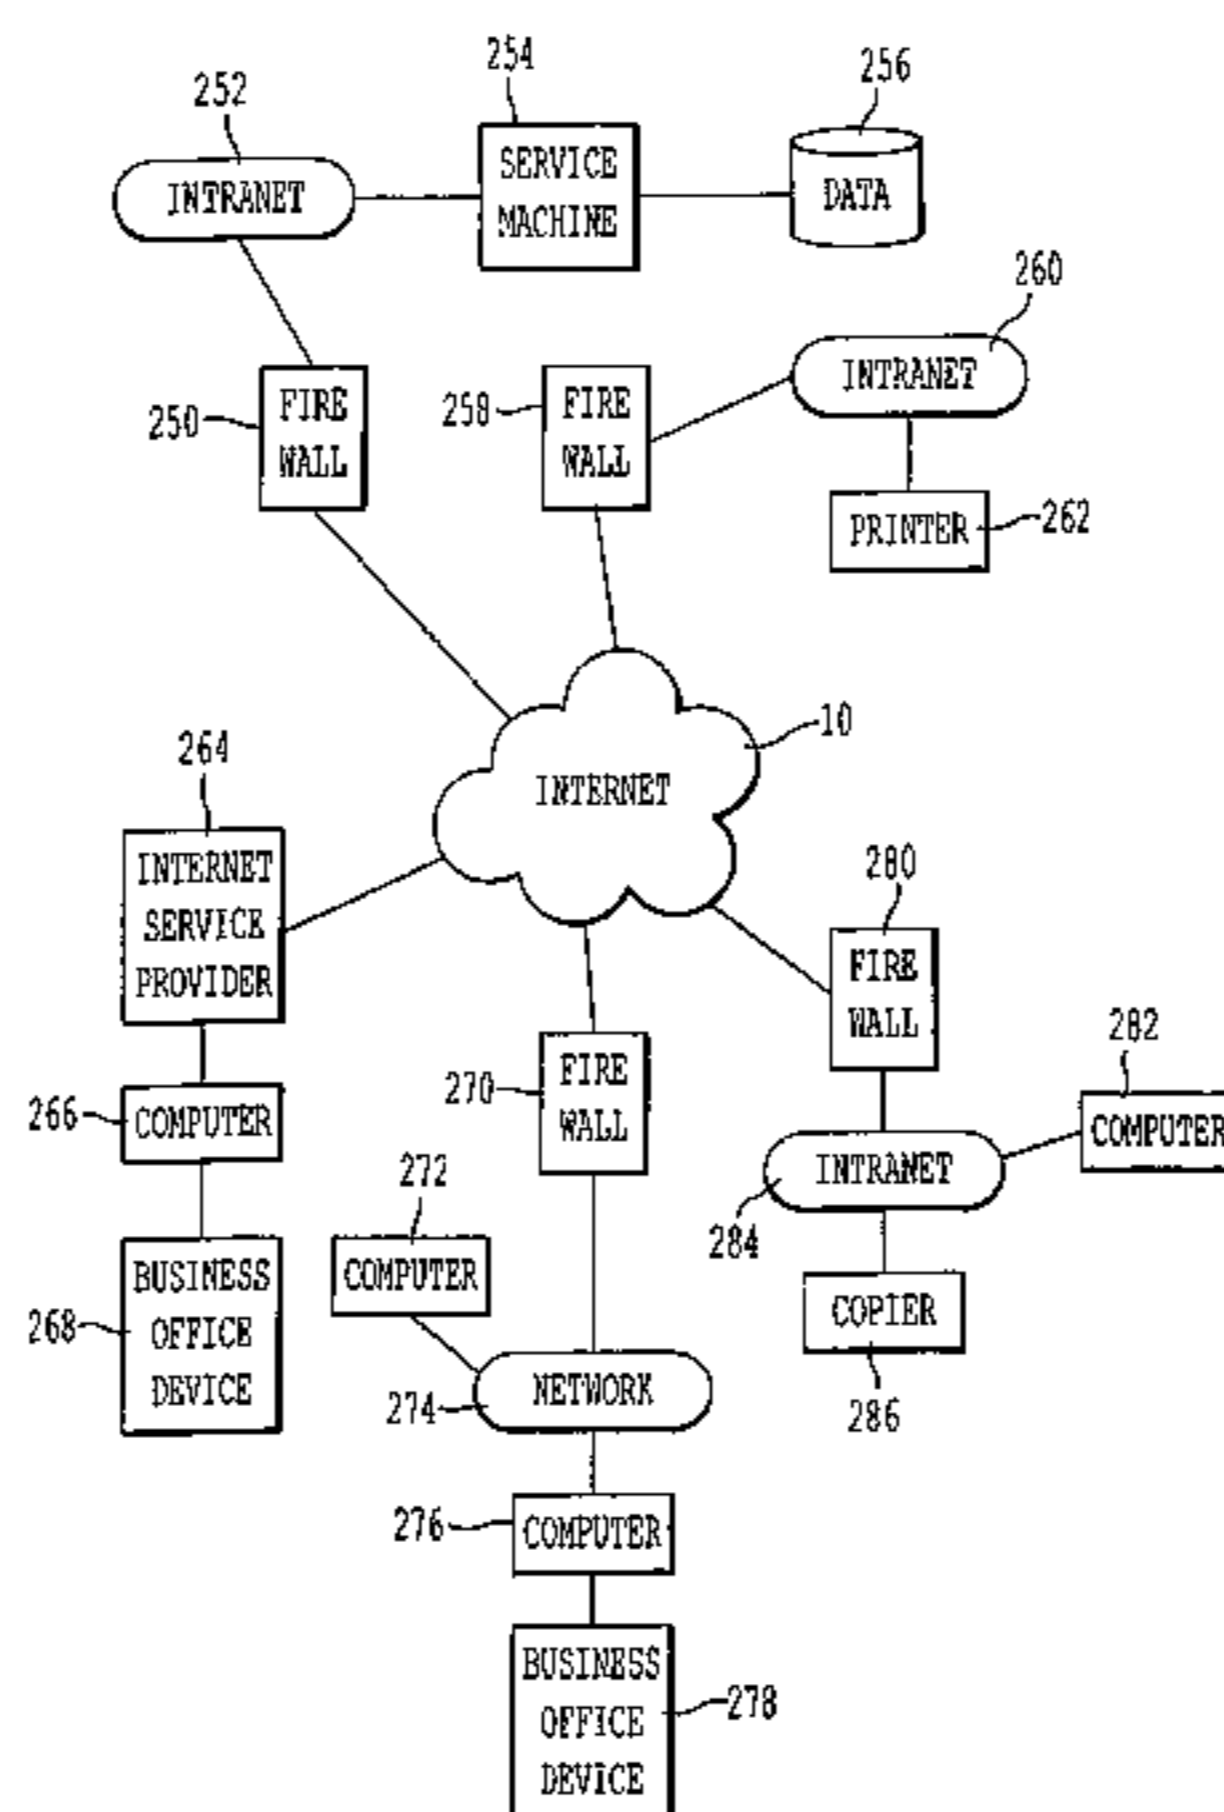 254
256
252
SERVICE
MACHINE
DATA
INTRANET
260
INTRANET
250
FIRE
WALL
258
FIRE
WALL
PRINTER
262
10
INTERNET
264
INTERNET
SERVICE
PROVIDER
280
FIRE
WALL
282
COMPUTER
266
COMPUTER
270
FIRE
WALL
INTRANET
284
272
COMPUTER
268
BUSINESS
OFFICE
DEVICE
COPIER
286
274
NETWORK
276
COMPUTER
BUSINESS
OFFICE
DEVICE
278